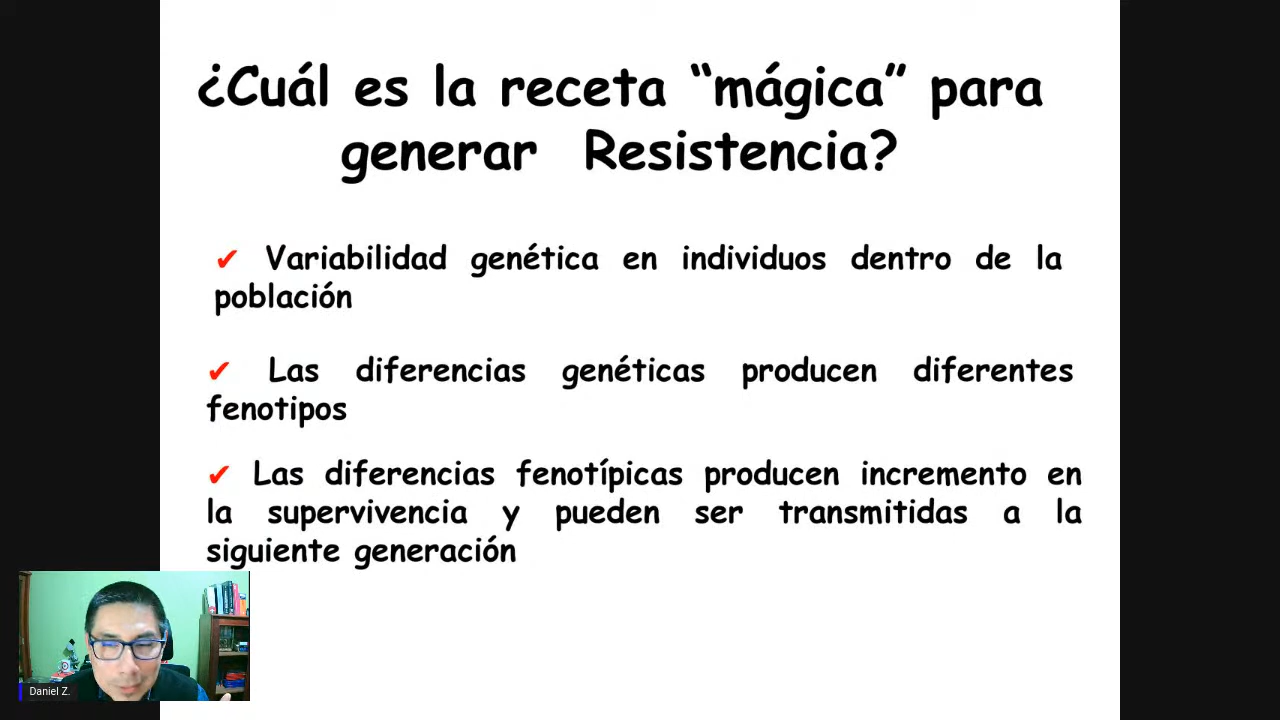 ¿Cuál es la receta “mágica” para
generar Resistencia?
✔ Variabilidad genética en individuos dentro de la
población
✔ Las diferencias genéticas producen diferentes
fenotipos
✔ Las diferencias fenotípicas producen incremento en
la supervivencia y pueden ser transmitidas a la
siguiente generación
Daniel Z.